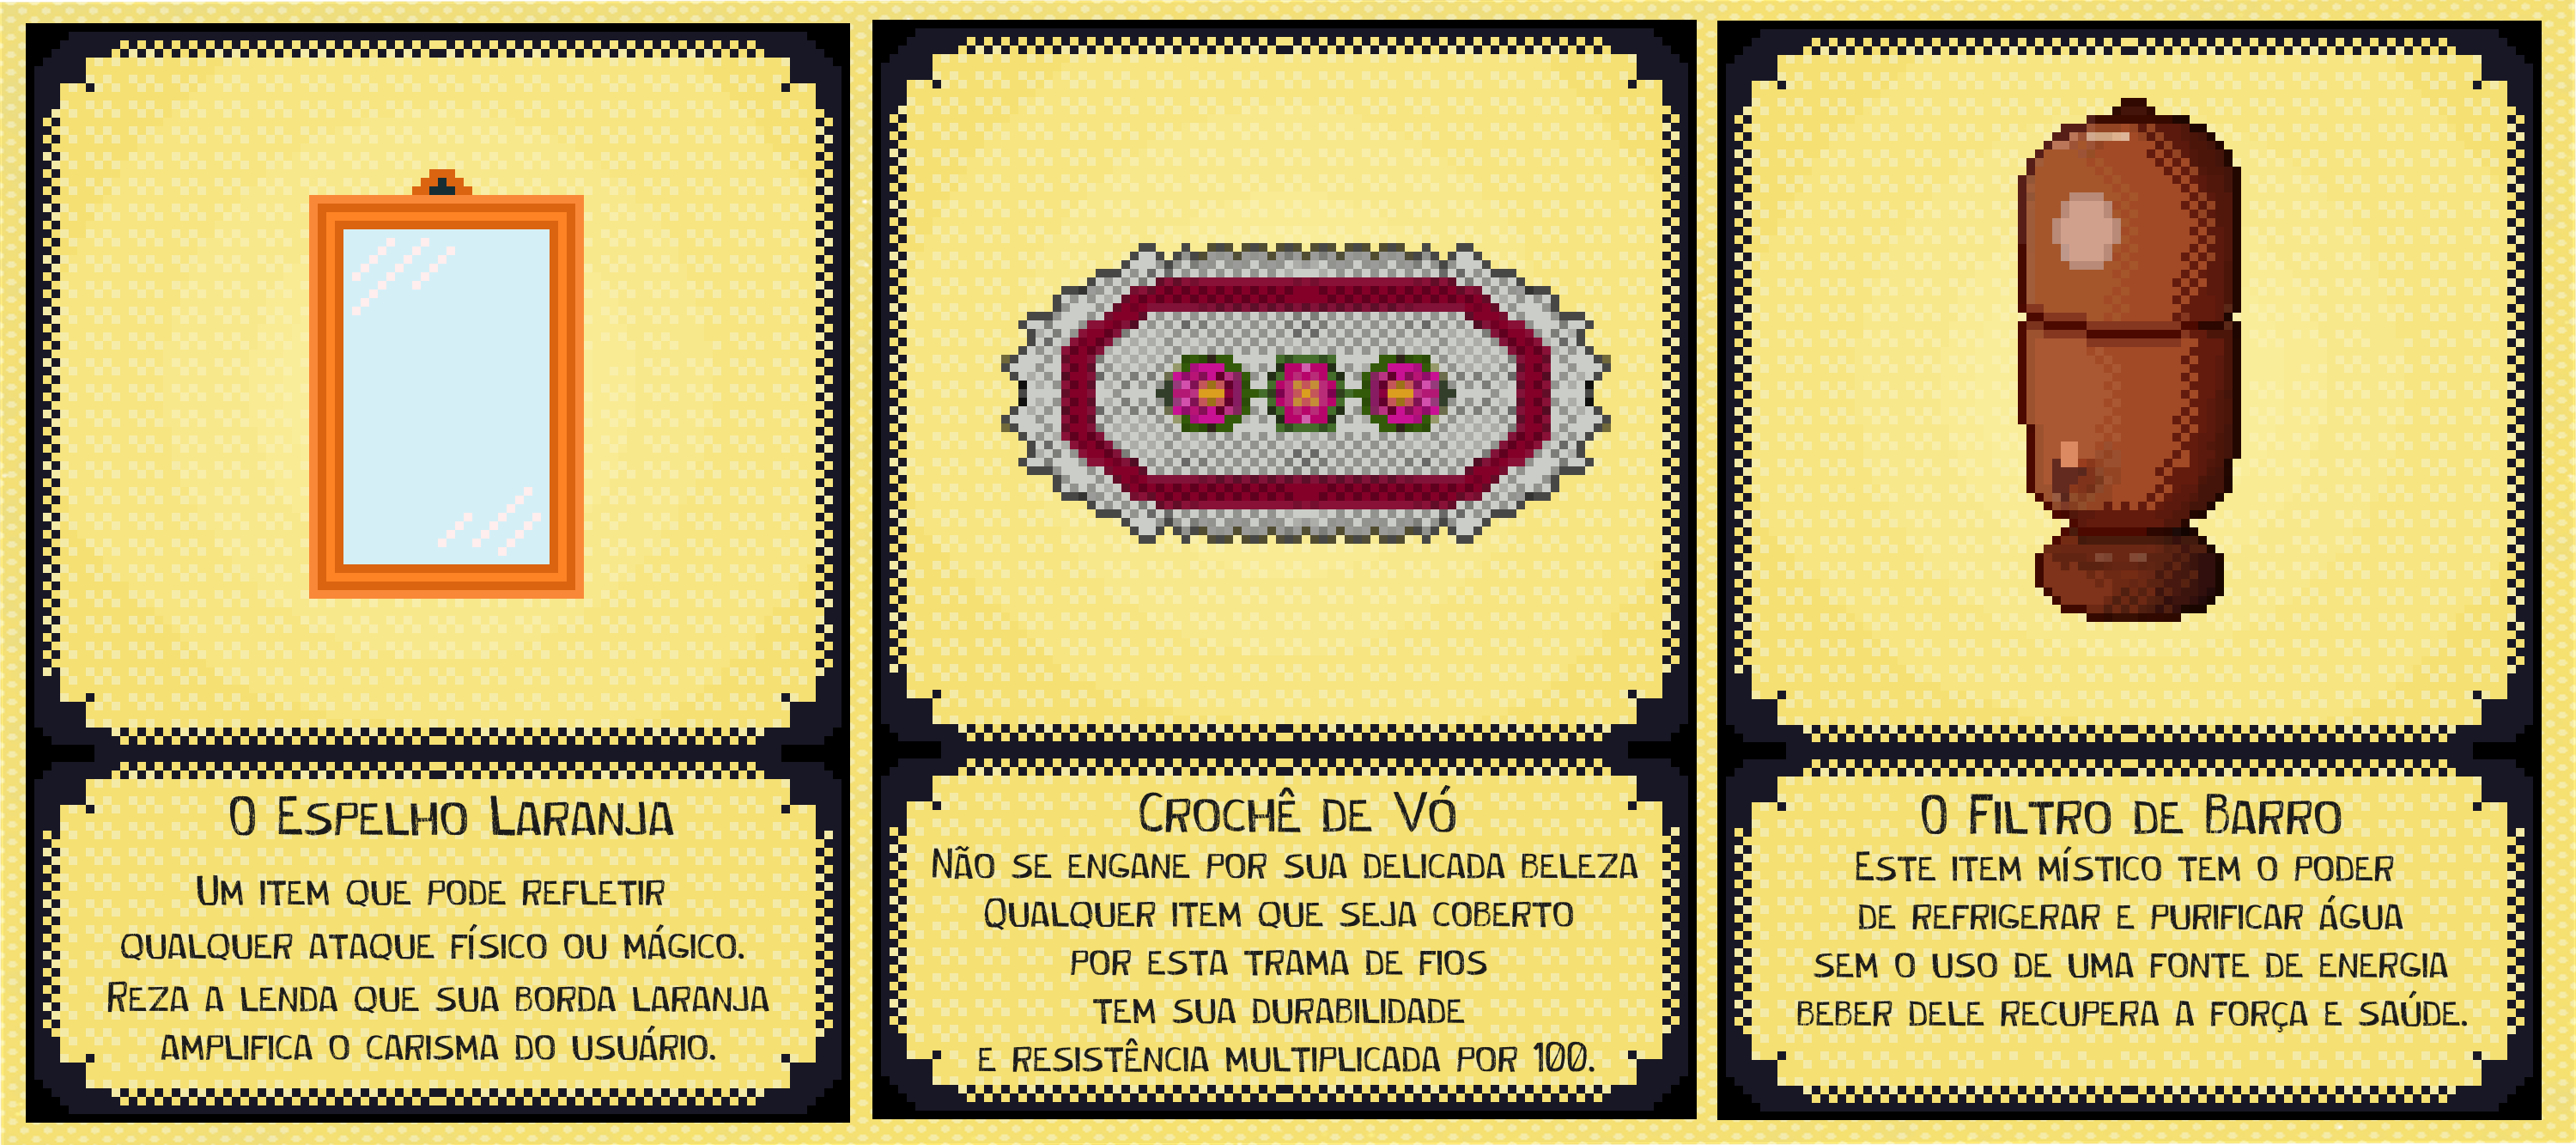 O Espelho Laranja
Um item que pode refletir
qualquer ataque físico ou mágico.
Reza a lenda que sua borda laranja
amplifica o carisma do usuário.
Crochê de Vó
Não se engane por sua delicada beleza
Qualquer item que seja coberto
por esta trama de fios
tem sua durabilidade
e resistência multiplicada por 100.
O Filtro de Barro
Este item místico tem o poder
de refrigerar e purificar água
sem o uso de uma fonte de energia
beber dele recupera a força e saúde.